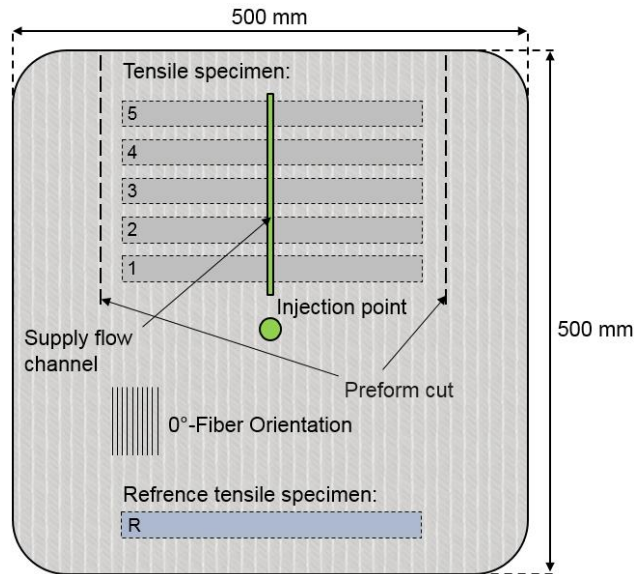 500 mm
Tensile specimen:
5
4
3
2
1
Injection point
Supply flow
channel
500 mm
Preform cut
0°-Fiber Orientation
Refrence tensile specimen:
R